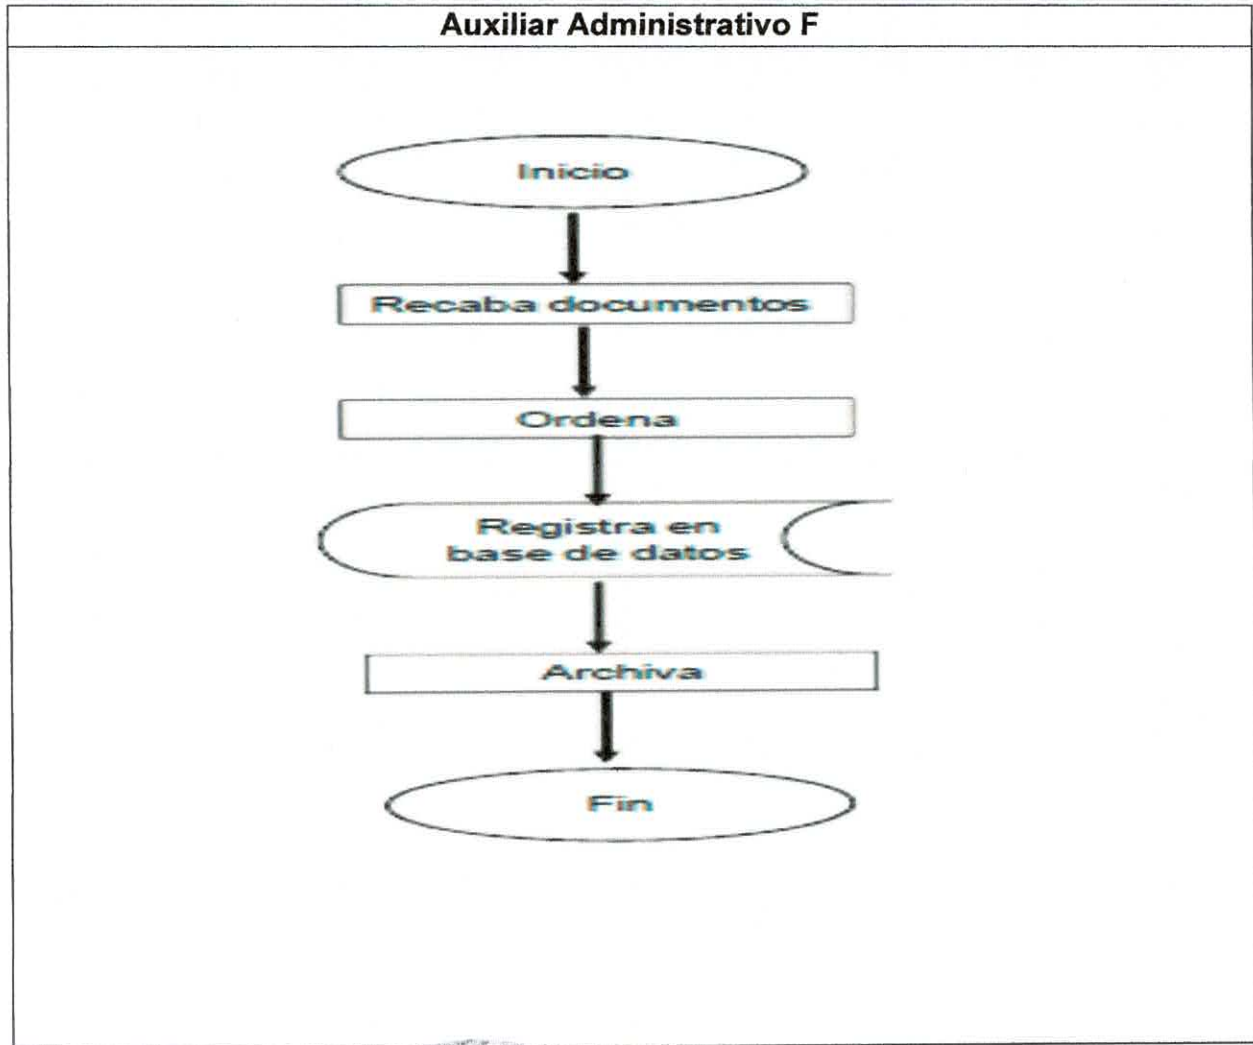 Auxiliar Administrativo F
Inicio
Recaba documentos
Ordena
Registra en
base de datos
Archiva
Fin